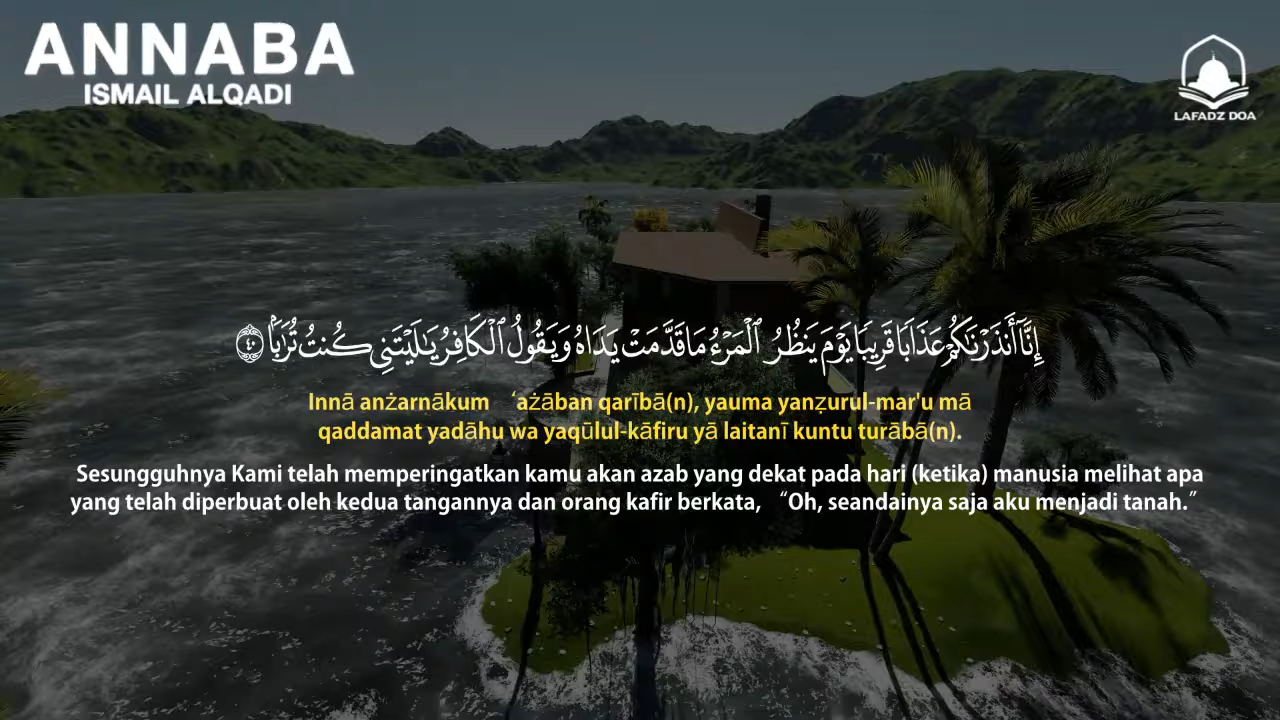 ANNABA
ISMAIL ALQADI
LAFADZ DOA
إِنَّآ أَنذَرْنَٰكُمْ عَذَابًا قَرِيبًا يَوْمَ يَنظُرُ ٱلْمَرْءُ مَا قَدَّمَتْ يَدَاهُ وَيَقُولُ ٱلْكَافِرُ يَٰلَيْتَنِى كُنتُ تُرَٰبًۢا ٤٠
Innā anżarnākum ‘ażāban qarībā(n), yauma yanẓurul-mar'u mā
qaddamat yadāhu wa yaqūlul-kāfiru yā laitanī kuntu turābā(n).
Sesungguhnya Kami telah memperingatkan kamu akan azab yang dekat pada hari (ketika) manusia melihat apa
yang telah diperbuat oleh kedua tangannya dan orang kafir berkata, “Oh, seandainya saja aku menjadi tanah.”